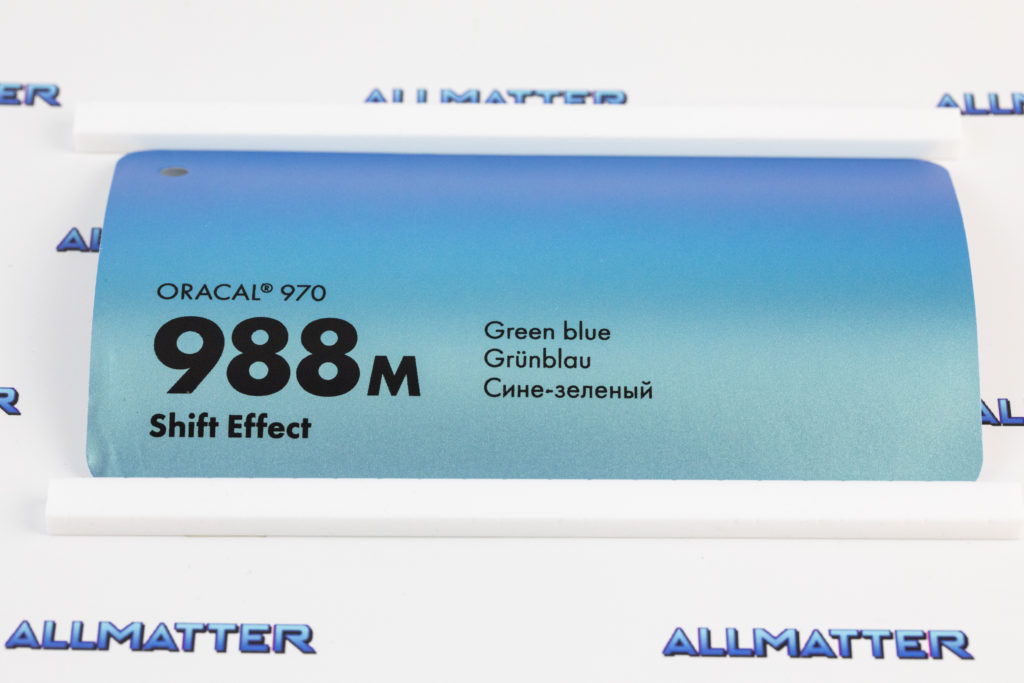 ALLMATTER
ORACAL® 970
988M
Shift Effect
Green blue
Grünblau
Сине-зеленый
ALLMATTER
ALLMATTER